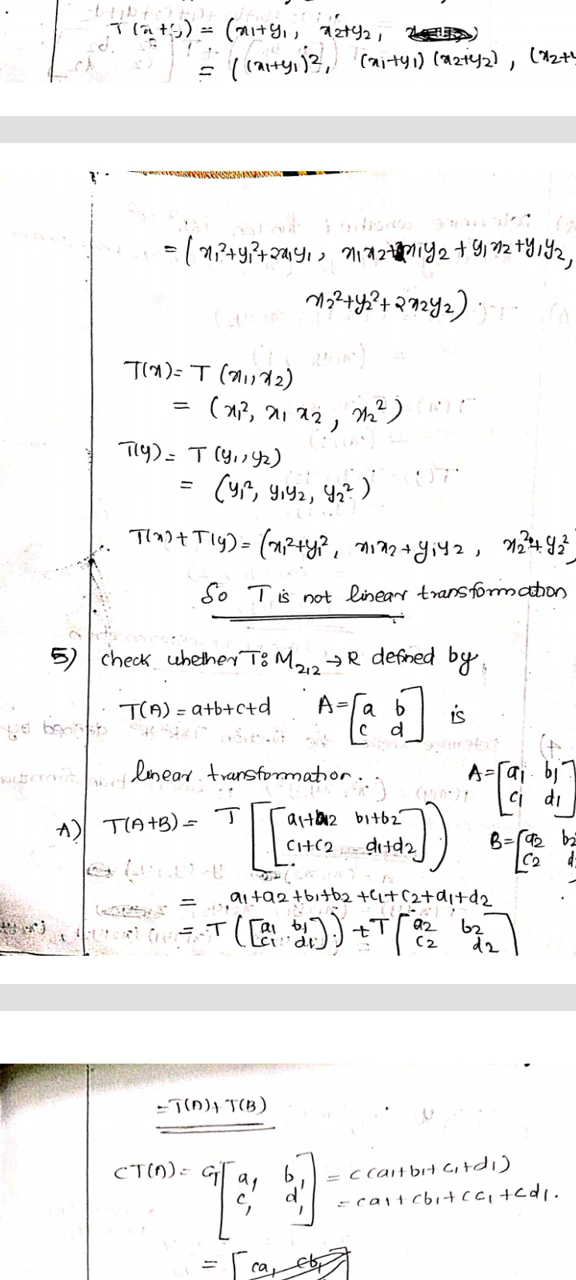 T(x+y) = (x1+y1, x2+y2,
= ((x1+y1)², (x1+y1)(x2+y2), (x2+y
= (x1²+y1²+2x1y1, x1x2+x1y2+y1x2+y1y2,
x2²+y2²+2x2y2).
T(x)= T(x1,x2)
= (x1², x1 x2, x2²)
T(y)= T(y1,y2)
= (y1², y1y2, y2²)
T(x)+T(y)=(x1²+y1², x1x2+y1y2, x2²+y2²)
So T is not linear transformation
5) check whether T: M2,2 → R defined by
T(A)=a+b+c+d A=[a b
c d] is
linear transformation.
A=[a1 b1
c1 d1]
A) T(A+B)= T[[a1+a2 b1+b2
c1+c2 d1+d2])
B=[a2 b2
c2 d
= a1+a2+b1+b2+c1+c2+d1+d2
= T([a1 b1
c1 d1])+T[a2 b2
c2 d2]
=T(A)+T(B)
CT(A)= [a1 b1
c1 d1] = c(a1+b1+c1+d1)
= ca1+cb1+cc1+cd1.
= [ca1 cb1]